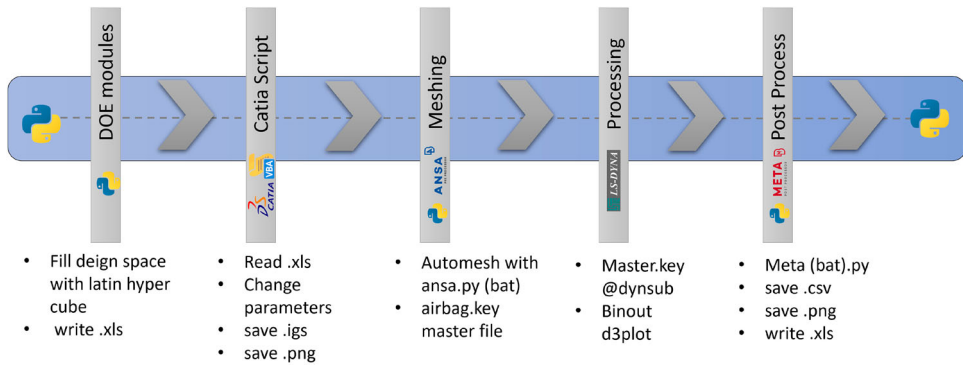 DOE modules
Catia Script
VBA
CATIA
Meshing
ANSA
Processing
LS-DYNA
Post Process
META
Fill deign space
with latin hyper
cube
write .xls
Read .xls
Change
parameters
save .igs
save .png
Automesh with
ansa.py (bat)
airbag.key
master file
Master.key
@dynsub
Binout
d3plot
Meta (bat).py
save .csv
save .png
write .xls